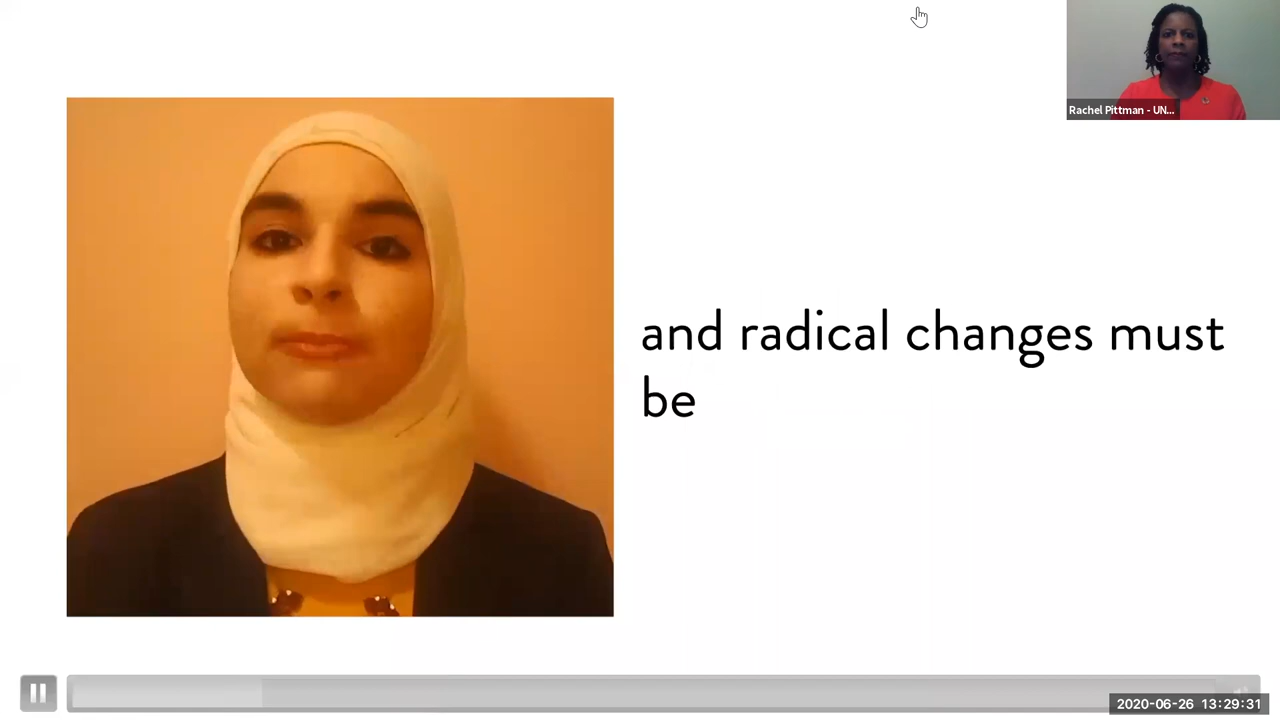 Rachel Pittman - UN...
and radical changes must
be
2020-06-26 13:29:31